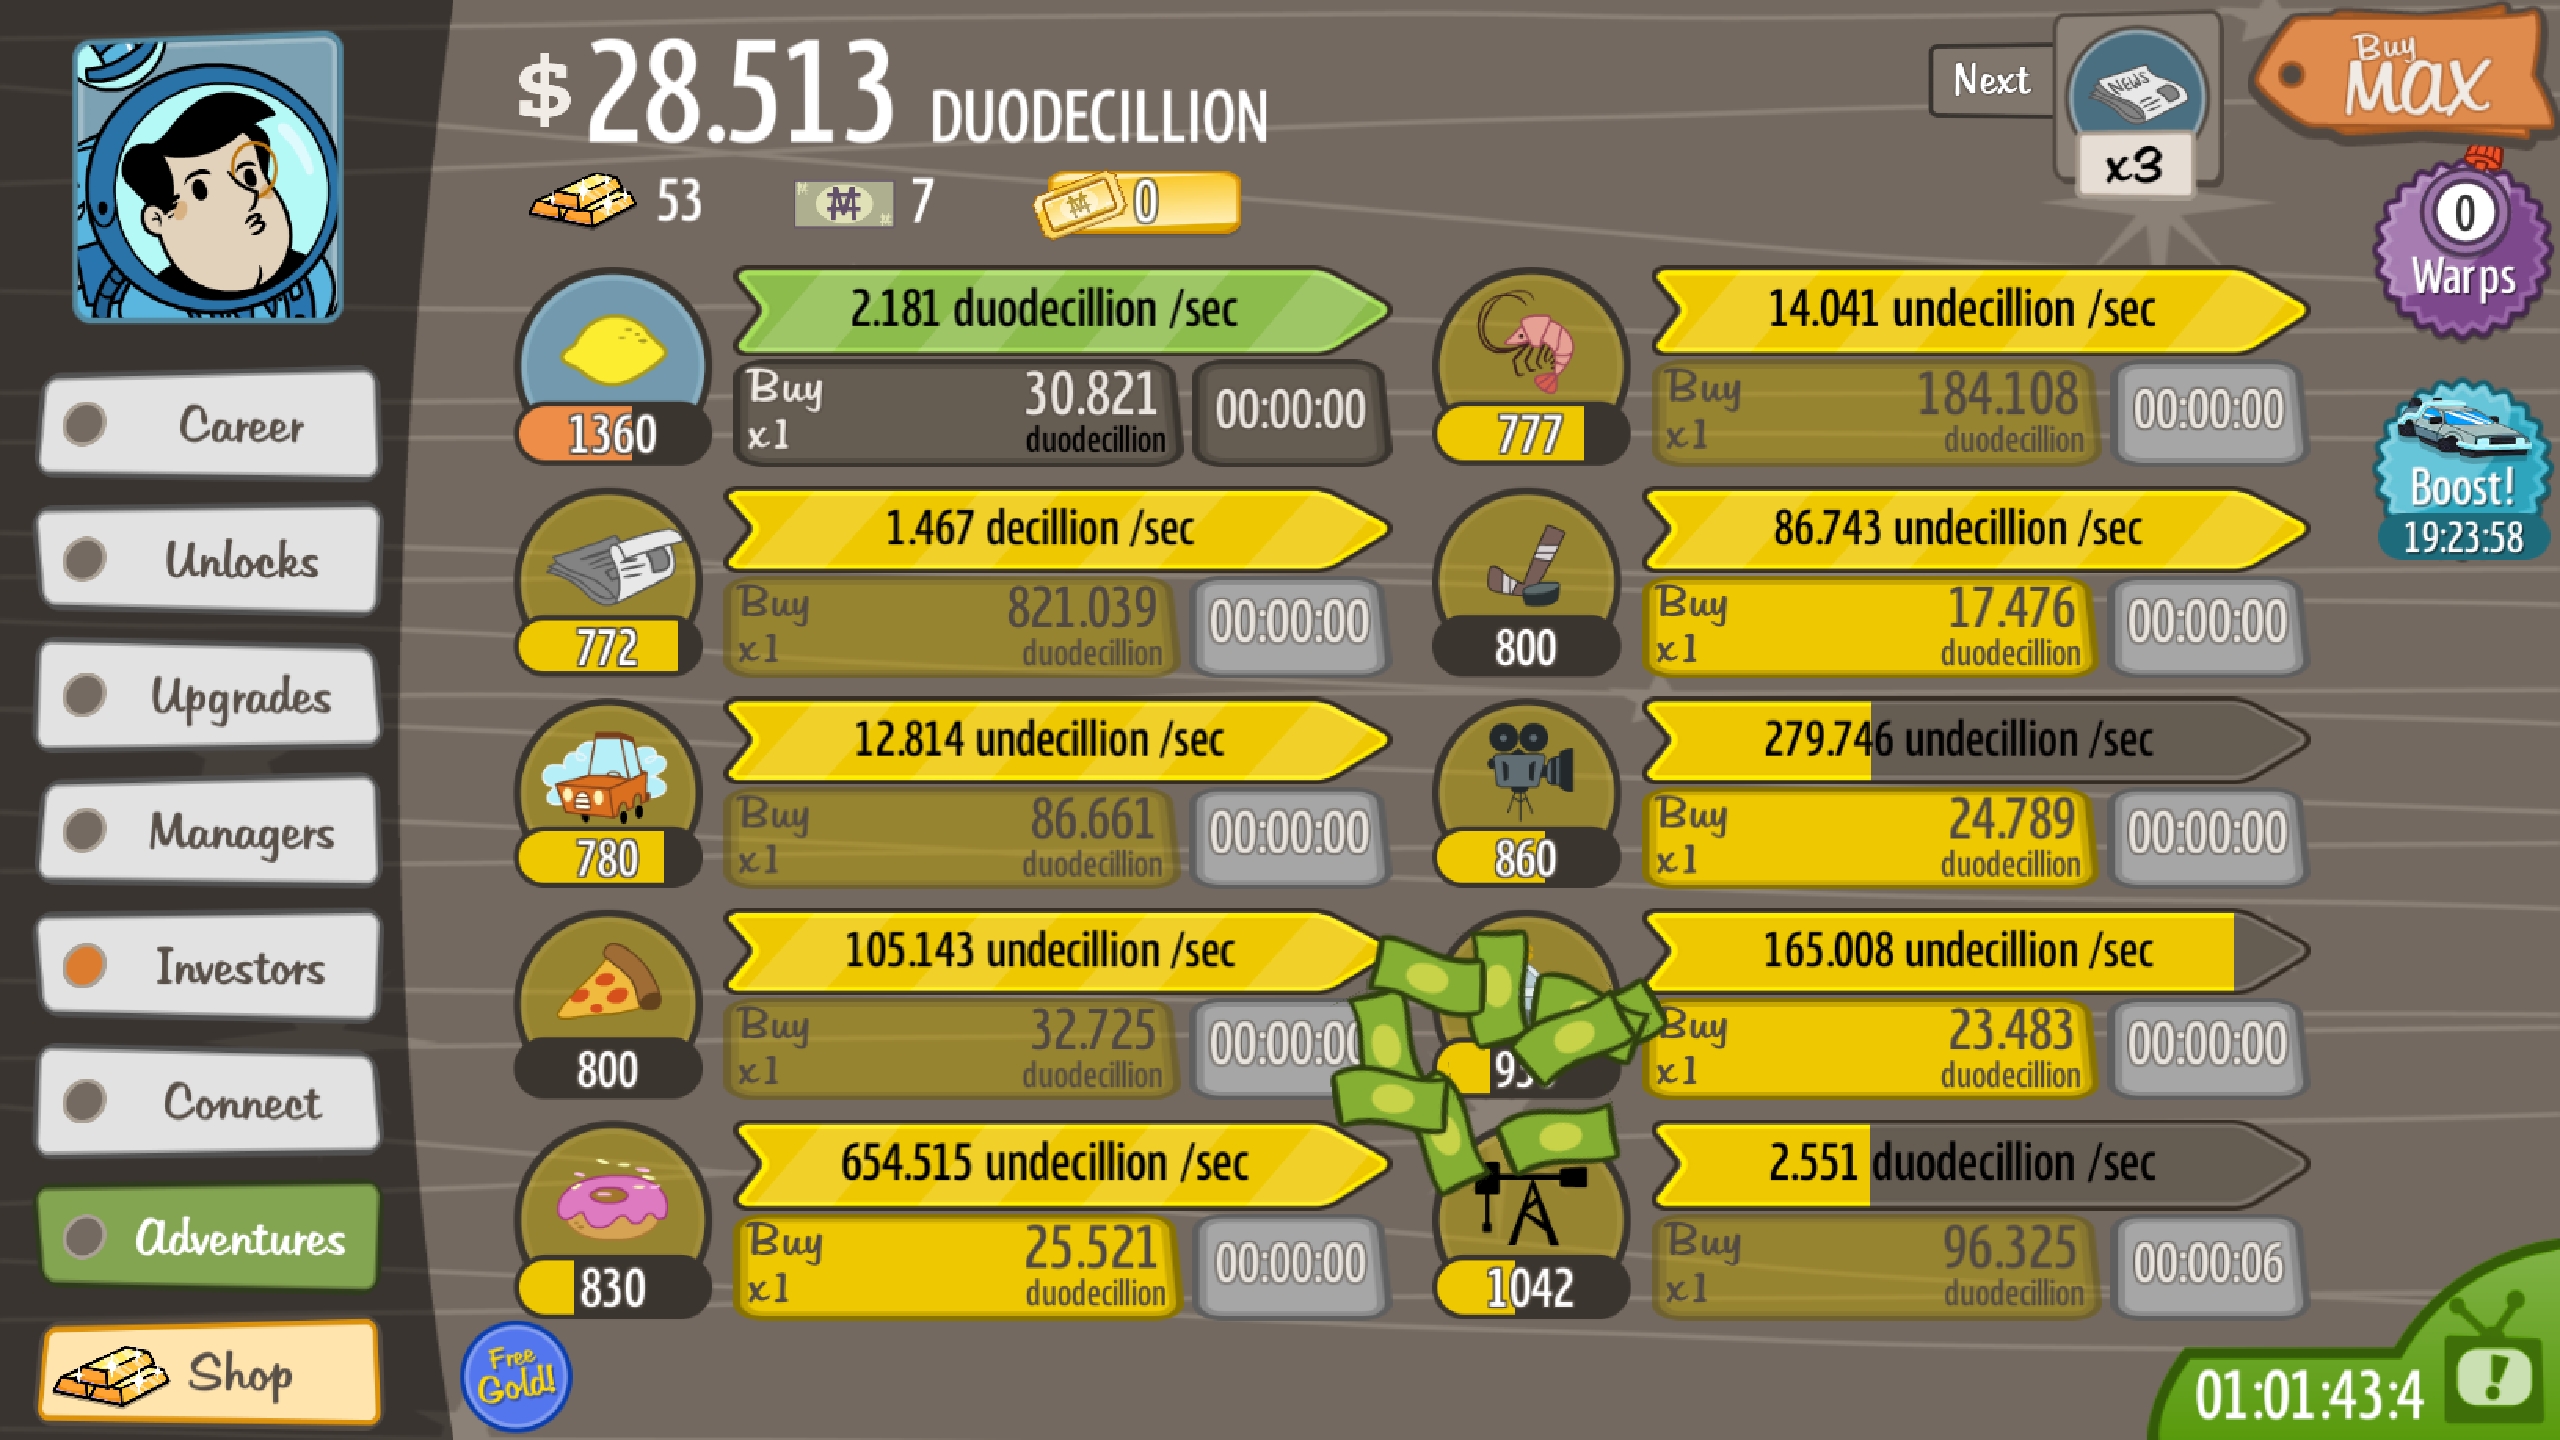 $28.513 DUODECILLION
Next
NEWS
x3
Buy
MAX
53
7
0
0
Warps
Boost!
19:23:58
Career
Unlocks
Upgrades
Managers
Investors
Connect
Adventures
Shop
2.181 duodecillion /sec
1360
Buy 30.821
x1 duodecillion
00:00:00
14.041 undecillion /sec
777
Buy 184.108
x1 duodecillion
00:00:00
1.467 decillion /sec
772
Buy 821.039
x1 duodecillion
00:00:00
86.743 undecillion /sec
800
Buy 17.476
x1 duodecillion
00:00:00
12.814 undecillion /sec
780
Buy 86.661
x1 duodecillion
00:00:00
279.746 undecillion /sec
860
Buy 24.789
x1 duodecillion
00:00:00
105.143 undecillion /sec
800
Buy 32.725
x1 duodecillion
00:00:00
165.008 undecillion /sec
Buy 23.483
x1 duodecillion
00:00:00
654.515 undecillion /sec
830
Buy 25.521
x1 duodecillion
00:00:00
2.551 duodecillion /sec
1042
Buy 96.325
x1 duodecillion
00:00:06
Free
Gold!
01:01:43:4
!